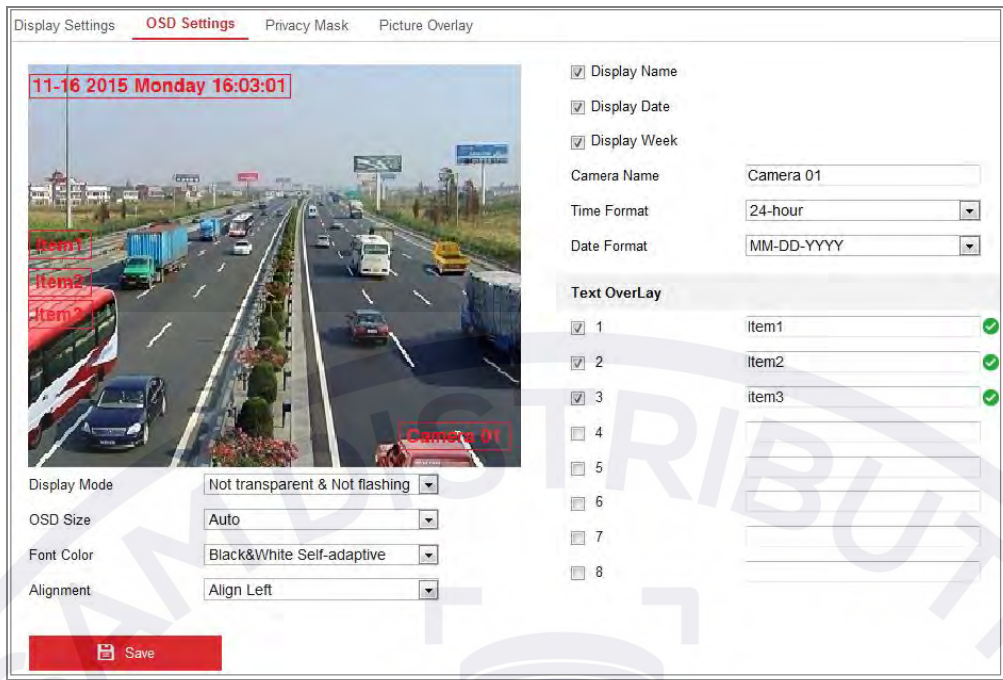 Display Settings OSD Settings Privacy Mask Picture Overlay
11-16 2015 Monday 16:03:01
Item1
Item2
Item3
Camera 01
Display Mode Not transparent & Not flashing
OSD Size Auto
Font Color Black&White Self-adaptive
Alignment Align Left
Save
Display Name
Display Date
Display Week
Camera Name Camera 01
Time Format 24-hour
Date Format MM-DD-YYYY
Text OverLay
1 Item1
2 Item2
3 item3
4
5
6
7
8
AM DISTRIBUT